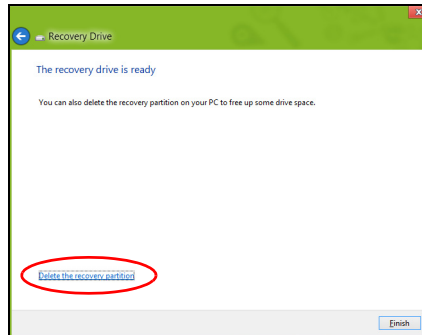 Recovery Drive
The recovery drive is ready
You can also delete the recovery partition on your PC to free up some drive space.
Delete the recovery partition
Finish